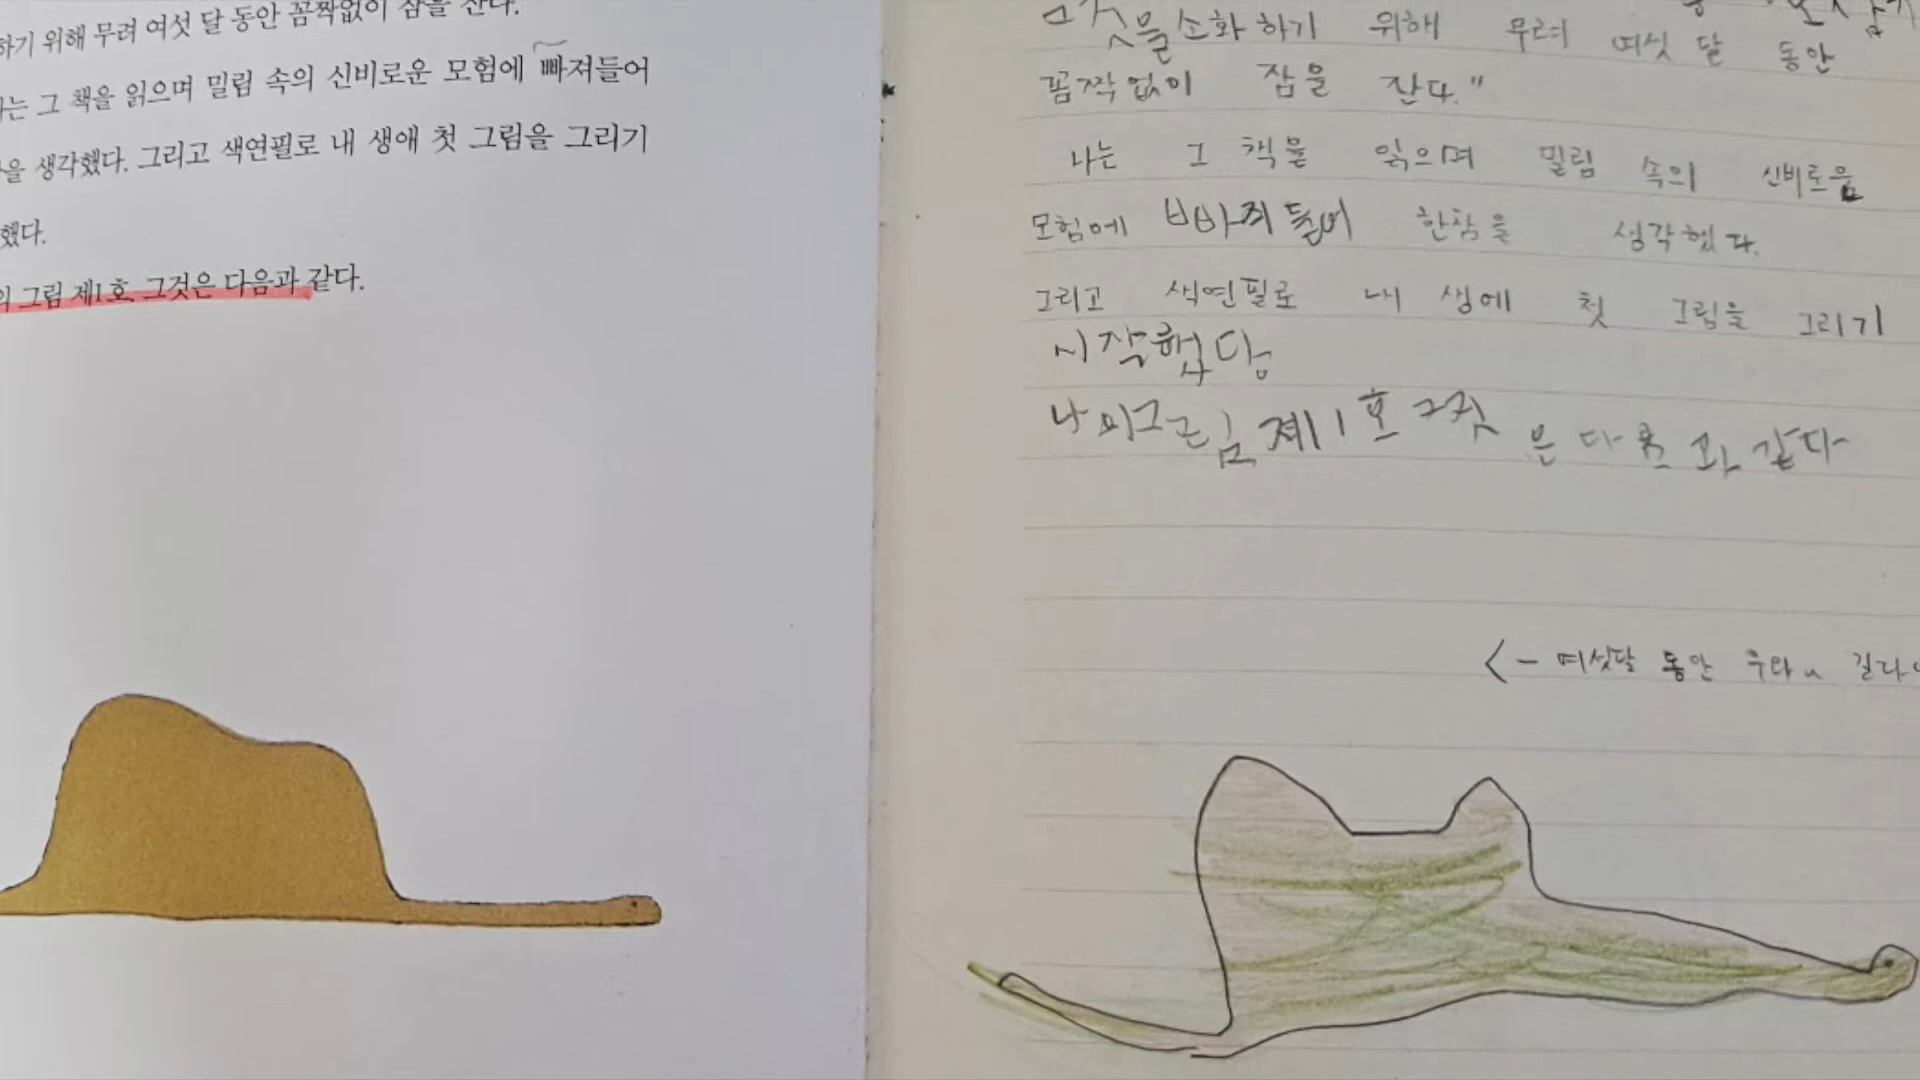 하기 위해 무려 여섯 달 동안 꼼짝없이 잠을 잔다.
나는 그 책을 읽으며 밀림 속의 신비로운 모험에 빠져들어
을 생각했다. 그리고 색연필로 내 생애 첫 그림을 그리기
했다.
의 그림 제1호. 그것은 다음과 같다.
그것을 소화하기 위해 무려 여섯 달 동안
꼼짝없이 잠을 잔다."
나는 그 책을 읽으며 밀림 속의 신비로운
모험에 빠져들어 한참을 생각했다.
그리고 색연필로 내 생에 첫 그림을 그리기
시작했당
나의그림 제1호 그것은 다음과 같다
<- 여섯달 동안